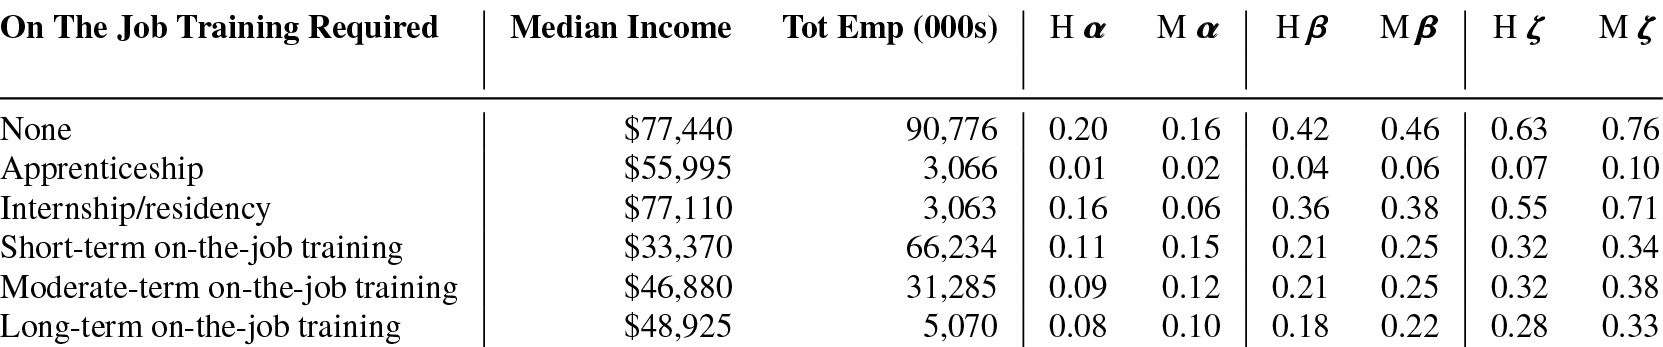 On The Job Training Required Median Income Tot Emp (000s) H α M α H β M β H ζ M ζ
None $77,440 90,776 0.20 0.16 0.42 0.46 0.63 0.76
Apprenticeship $55,995 3,066 0.01 0.02 0.04 0.06 0.07 0.10
Internship/residency $77,110 3,063 0.16 0.06 0.36 0.38 0.55 0.71
Short-term on-the-job training $33,370 66,234 0.11 0.15 0.21 0.25 0.32 0.34
Moderate-term on-the-job training $46,880 31,285 0.09 0.12 0.21 0.25 0.32 0.38
Long-term on-the-job training $48,925 5,070 0.08 0.10 0.18 0.22 0.28 0.33